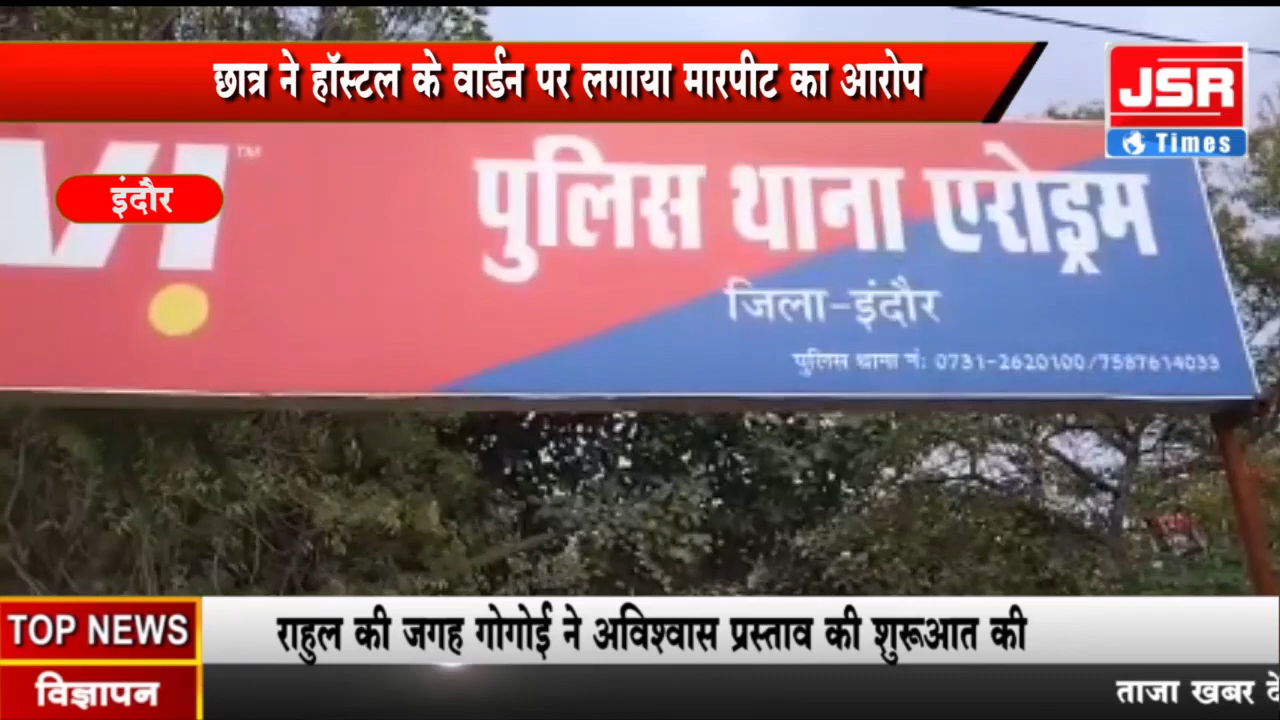 छात्र ने हॉस्टल के वार्डन पर लगाया मारपीट का आरोप
JSR
Times
VI™
इंदौर
पुलिस थाना एरोड्रम
जिला-इंदौर
पुलिस थाना नं: 0731-2620100/7587614033
TOP NEWS
राहुल की जगह गोगोई ने अविश्वास प्रस्ताव की शुरूआत की
विज्ञापन
ताजा खबर दे